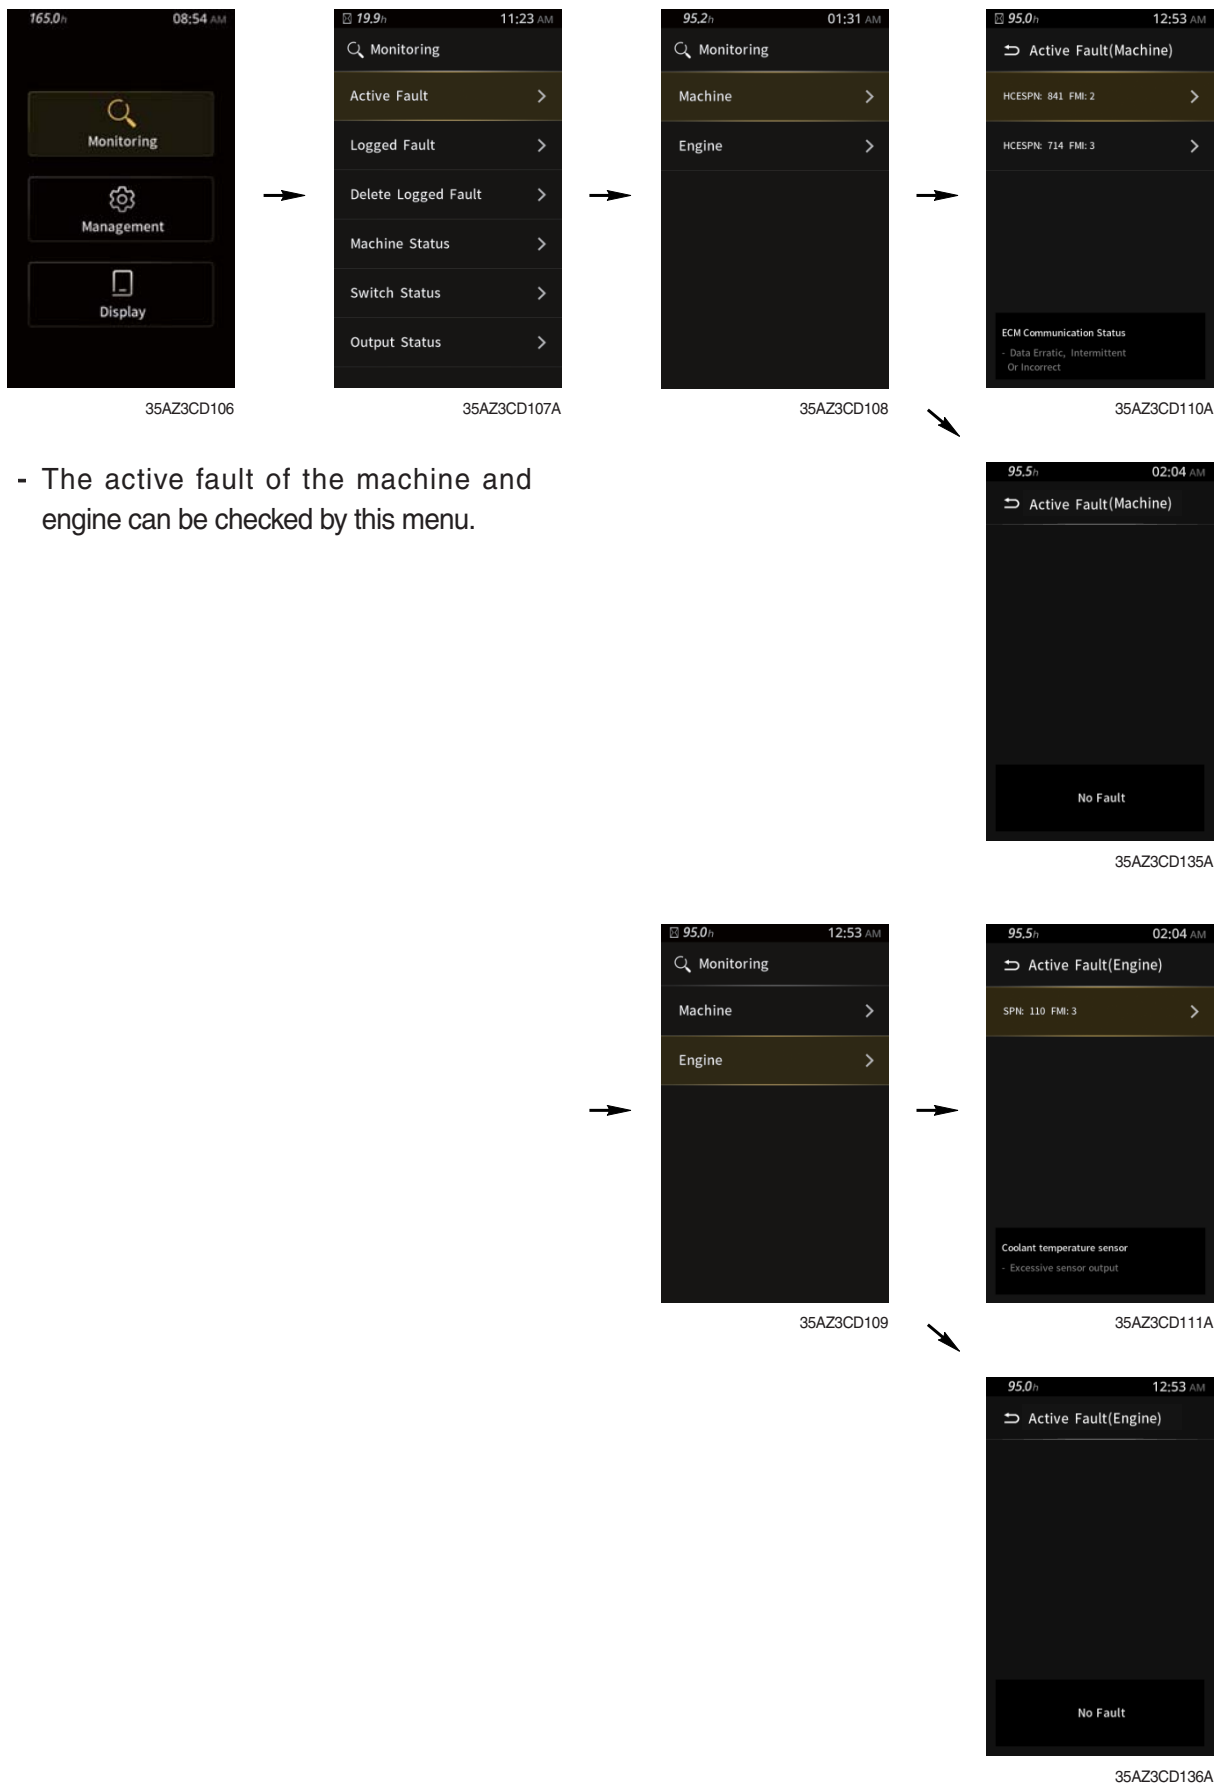 165.0h 08:54 AM
Monitoring
Management
Display
35AZ3CD106
19.9h 11:23 AM
Monitoring
Active Fault
Logged Fault
Delete Logged Fault
Machine Status
Switch Status
Output Status
35AZ3CD107A
95.2h 01:31 AM
Monitoring
Machine
Engine
35AZ3CD108
95.0h 12:53 AM
Active Fault(Machine)
HCESPN: 841 FMI: 2
HCESPN: 714 FMI: 3
ECM Communication Status
- Data Erratic, Intermittent
Or Incorrect
35AZ3CD110A
- The active fault of the machine and
engine can be checked by this menu.
95.5h 02:04 AM
Active Fault(Machine)
No Fault
35AZ3CD135A
95.0h 12:53 AM
Monitoring
Machine
Engine
35AZ3CD109
95.5h 02:04 AM
Active Fault(Engine)
SPN: 110 FMI: 3
Coolant temperature sensor
- Excessive sensor output
35AZ3CD111A
95.0h 12:53 AM
Active Fault(Engine)
No Fault
35AZ3CD136A